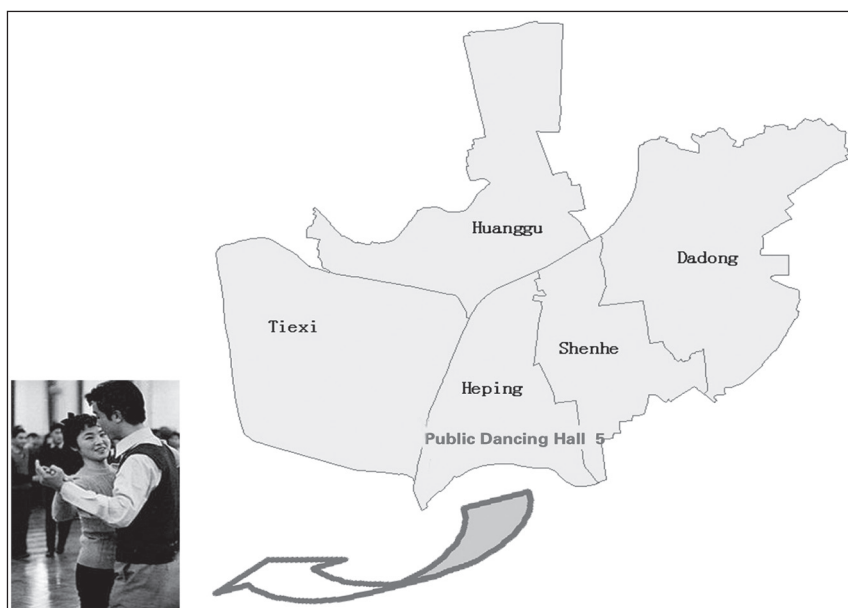 Huanggu
Dadong
Tiexi
Shenhe
Heping
Public Dancing Hall 5